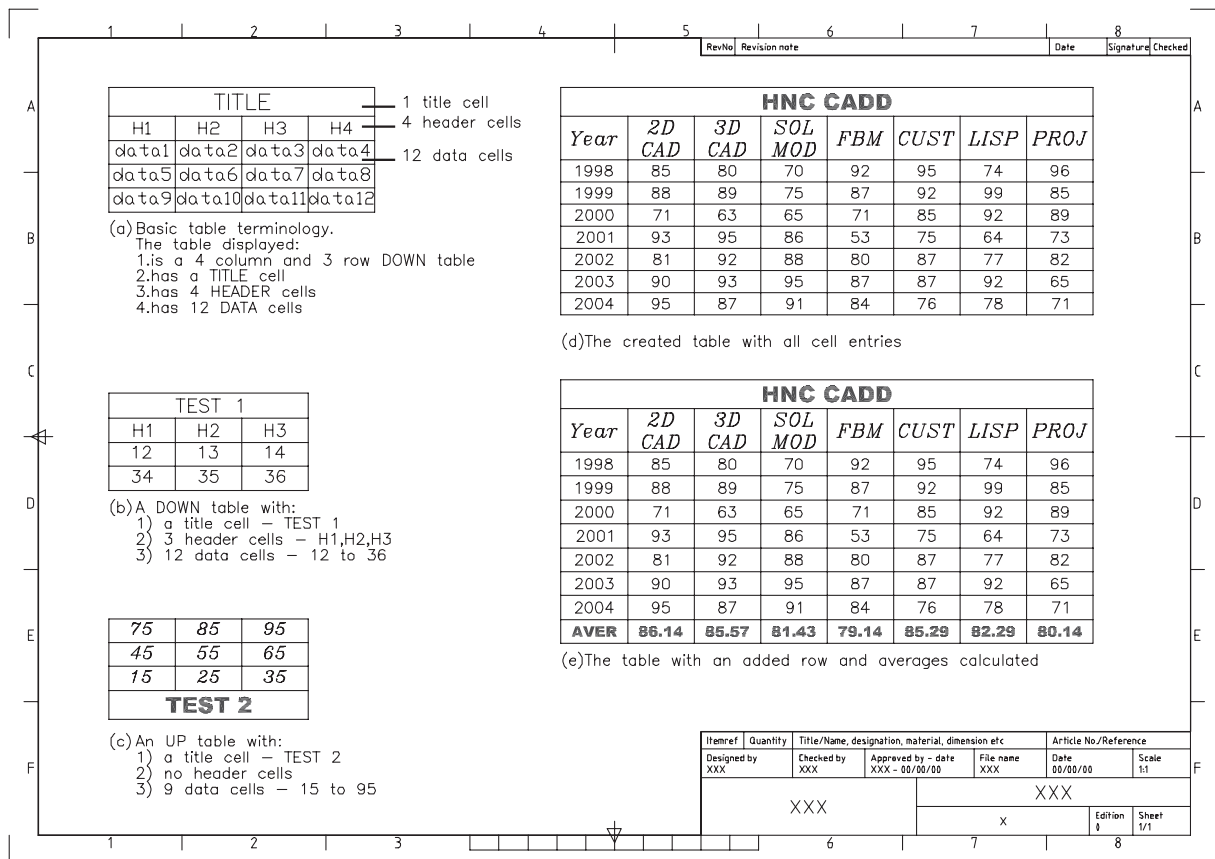 1 2 3 4 5 6 7 8
RevNo Revision note Date Signature Checked
A
B
C
D
E
F
TITLE
H1 H2 H3 H4
data1 data2 data3 data4
data5 data6 data7 data8
data9 data10 data11 data12
1 title cell
4 header cells
12 data cells
(a) Basic table terminology.
The table displayed:
1.is a 4 column and 3 row DOWN table
2.has a TITLE cell
3.has 4 HEADER cells
4.has 12 DATA cells
TEST 1
H1 H2 H3
12 13 14
34 35 36
(b) A DOWN table with:
1) a title cell – TEST 1
2) 3 header cells – H1,H2,H3
3) 12 data cells – 12 to 36
75 85 95
45 55 65
15 25 35
TEST 2
(c) An UP table with:
1) a title cell – TEST 2
2) no header cells
3) 9 data cells – 15 to 95
HNC CADD
Year 2D CAD 3D CAD SOL MOD FBM CUST LISP PROJ
1998 85 80 70 92 95 74 96
1999 88 89 75 87 92 99 85
2000 71 63 65 71 85 92 89
2001 93 95 86 53 75 64 73
2002 81 92 88 80 87 77 82
2003 90 93 95 87 87 92 65
2004 95 87 91 84 76 78 71
(d)The created table with all cell entries
HNC CADD
Year 2D CAD 3D CAD SOL MOD FBM CUST LISP PROJ
1998 85 80 70 92 95 74 96
1999 88 89 75 87 92 99 85
2000 71 63 65 71 85 92 89
2001 93 95 86 53 75 64 73
2002 81 92 88 80 87 77 82
2003 90 93 95 87 87 92 65
2004 95 87 91 84 76 78 71
AVER 86.14 85.57 81.43 79.14 85.29 82.29 80.14
(e)The table with an added row and averages calculated
A
B
C
D
E
F
Itemref Quantity Title/Name, designation, material, dimension etc Article No./Reference
Designed by Checked by Approved by - date File name Date Scale
XXX XXX XXX - 00/00/00 XXX 00/00/00 1:1
XXX
XXX
X
Edition Sheet
0 1/1
1 2 3 6 7 8